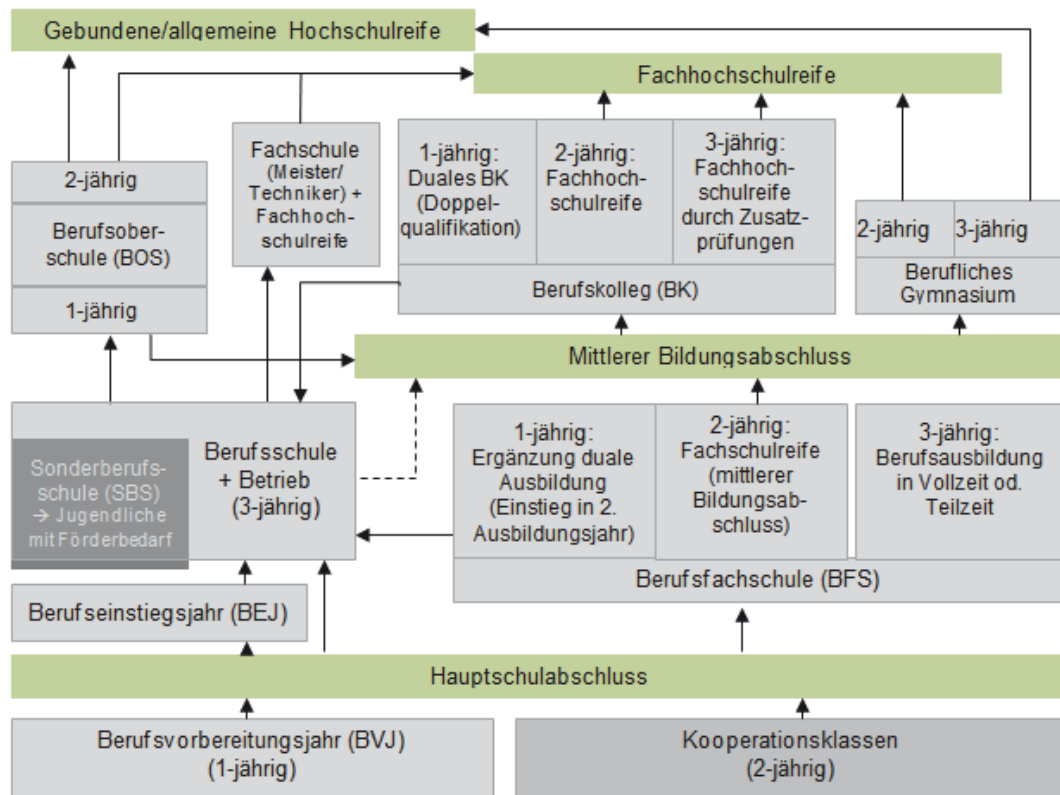 Gebundene/allgemeine Hochschulreife
Fachhochschulreife
2-jährig
Berufsober-
schule (BOS)
1-jährig
Fachschule
(Meister/
Techniker) +
Fachhoch-
schulreife
1-jährig:
Duales BK
(Doppel-
qualifikation)
2-jährig:
Fachhoch-
schulreife
3-jährig:
Fachhoch-
schulreife
durch Zusatz-
prüfungen
Berufskolleg (BK)
2-jährig
3-jährig
Berufliches
Gymnasium
Mittlerer Bildungsabschluss
Sonderberufs-
schule (SBS)
→ Jugendliche
mit Förderbedarf
Berufsschule
+ Betrieb
(3-jährig)
1-jährig:
Ergänzung duale
Ausbildung
(Einstieg in 2.
Ausbildungsjahr)
2-jährig:
Fachschulreife
(mittlerer
Bildungsab-
schluss)
3-jährig:
Berufsausbildung
in Vollzeit od.
Teilzeit
Berufsfachschule (BFS)
Berufseinstiegsjahr (BEJ)
Hauptschulabschluss
Berufsvorbereitungsjahr (BVJ)
(1-jährig)
Kooperationsklassen
(2-jährig)